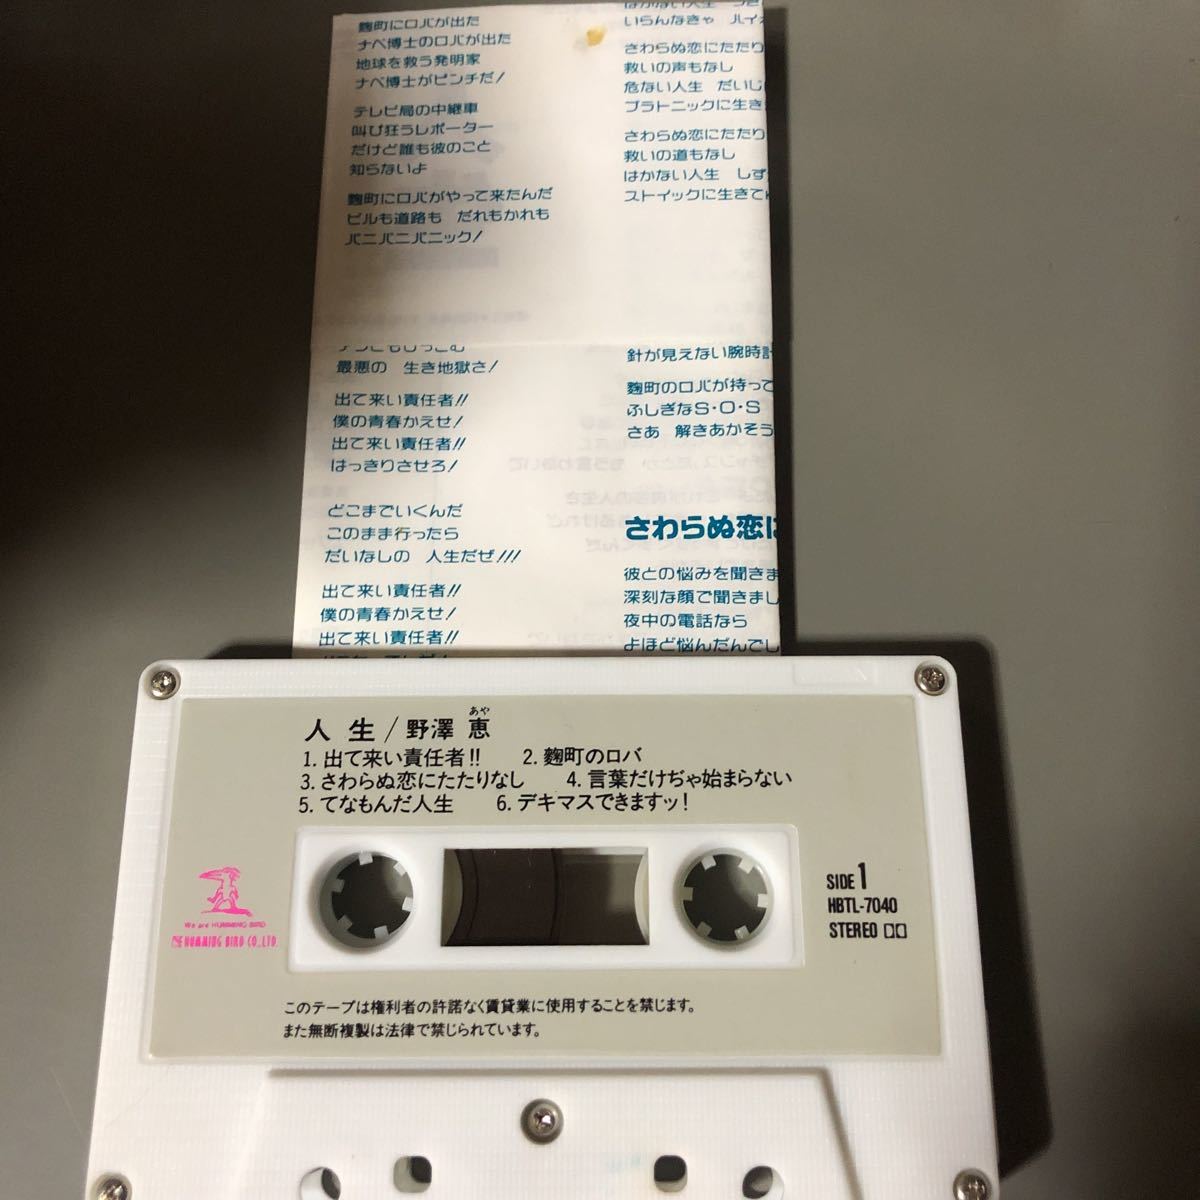 麴町にロバが出た
ナベ博士のロバが出た
地球を救う発明家
ナベ博士がピンチだ!
テレビ局の中継車
叫び狂うレポーター
だけど誰も彼のこと
知らないよ
麴町にロバがやって来たんだ
ビルも道路も だれもかれも
パニパニパニック!
いらんなきゃ ハイ
さわらぬ恋にたたり
救いの声もなし
危ない人生 だいじ
プラトニックに生き
さわらぬ恋にたたり
救いの道もなし
はかない人生 しず
ストイックに生きて
最悪の 生き地獄さ!
出て来い責任者!!
僕の青春かえせ!
出て来い責任者!!
はっきりさせろ!
どこまでいくんだ
このまま行ったら
だいなしの 人生だぜ!!!
出て来い責任者!!
僕の青春かえせ!
出て来い責任者!!
針が見えない腕時計
麴町のロバが持って
ふしぎなS・O・S
さあ 解きあかそう
さわらぬ恋に
彼との悩みを聞きま
深刻な顔で聞きまし
夜中の電話なら
よほど悩んだんでし
人生/野澤 恵
あや
1. 出て来い責任者!! 2. 麴町のロバ
3. さわらぬ恋にたたりなし 4. 言葉だけぢゃ始まらない
5. てなもんだ人生 6. デキマスできますッ!
SIDE 1
HBTL-7040
STEREO
We are HUMMING BIRD
THE HUMMING BIRD CO.,LTD.
このテープは権利者の許諾なく賃貸業に使用することを禁じます。
また無断複製は法律で禁じられています。